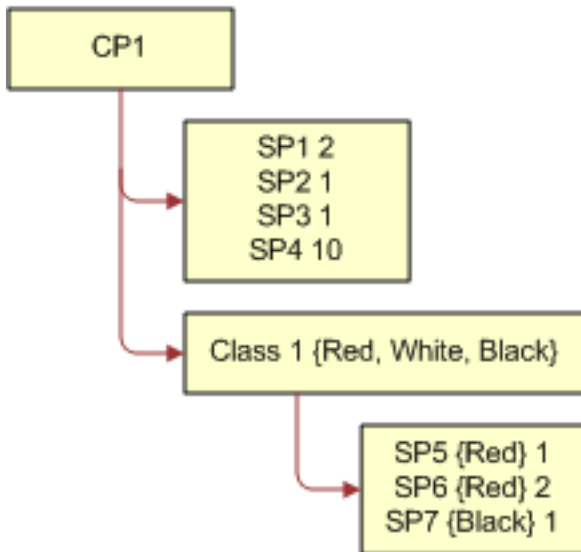 CP1
SP1 2
SP2 1
SP3 1
SP4 10
Class 1 {Red, White, Black}
SP5 {Red} 1
SP6 {Red} 2
SP7 {Black} 1